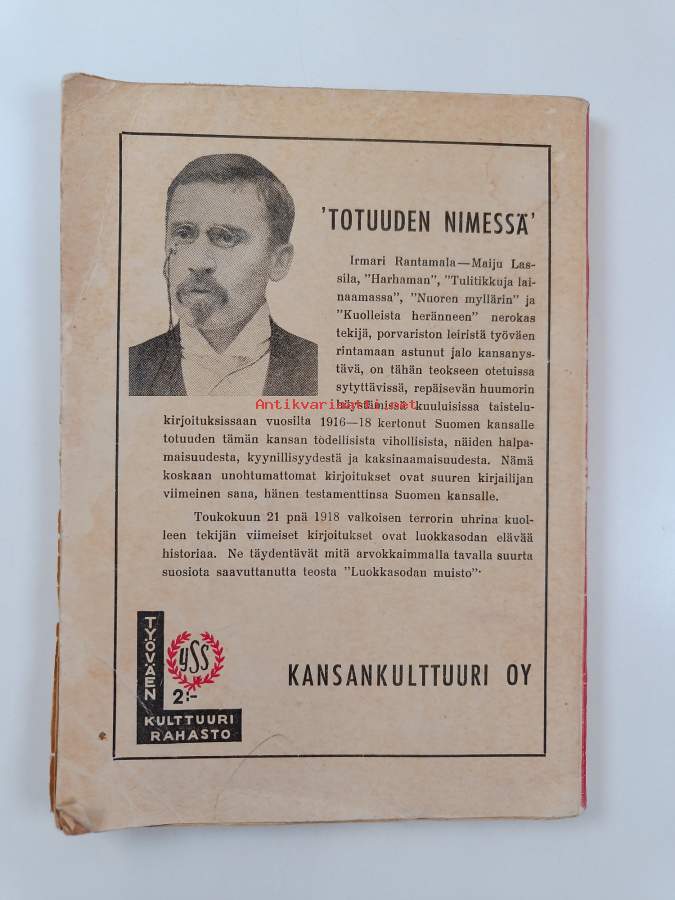 'TOTUUDEN NIMESSÄ'
Irmari Rantamala—Maiju Las-
sila, "Harhaman", "Tulitikkuja lai-
naamassa", "Nuoren myllärin" ja
"Kuolleista heränneen" nerokas
tekijä, porvariston leiristä työväen
rintamaan astunut jalo kansanys-
tävä, on tähän teokseen otetuissa
sytyttävissä, repäisevän huumorin
höystämissä kuuluisissa taistelu-
Antikvariaatti.net
kirjoituksissaan vuosilta 1916—18 kertonut Suomen kansalle
totuuden tämän kansan todellisista vihollisista, näiden halpa-
maisuudesta, kyynillisyydestä ja kaksinaamaisuudesta. Nämä
koskaan unohtumattomat kirjoitukset ovat suuren kirjailijan
viimeinen sana, hänen testamenttinsa Suomen kansalle.
Toukokuun 21 pnä 1918 valkoisen terrorin uhrina kuol-
leen tekijän viimeiset kirjoitukset ovat luokkasodan elävää
historiaa. Ne täydentävät mitä arvokkaimmalla tavalla suurta
suosiota saavuttanutta teosta "Luokkasodan muisto".
TYÖVÄEN
KULTTUURI
RAHASTO
ySS
2:-
KANSANKULTTUURI OY